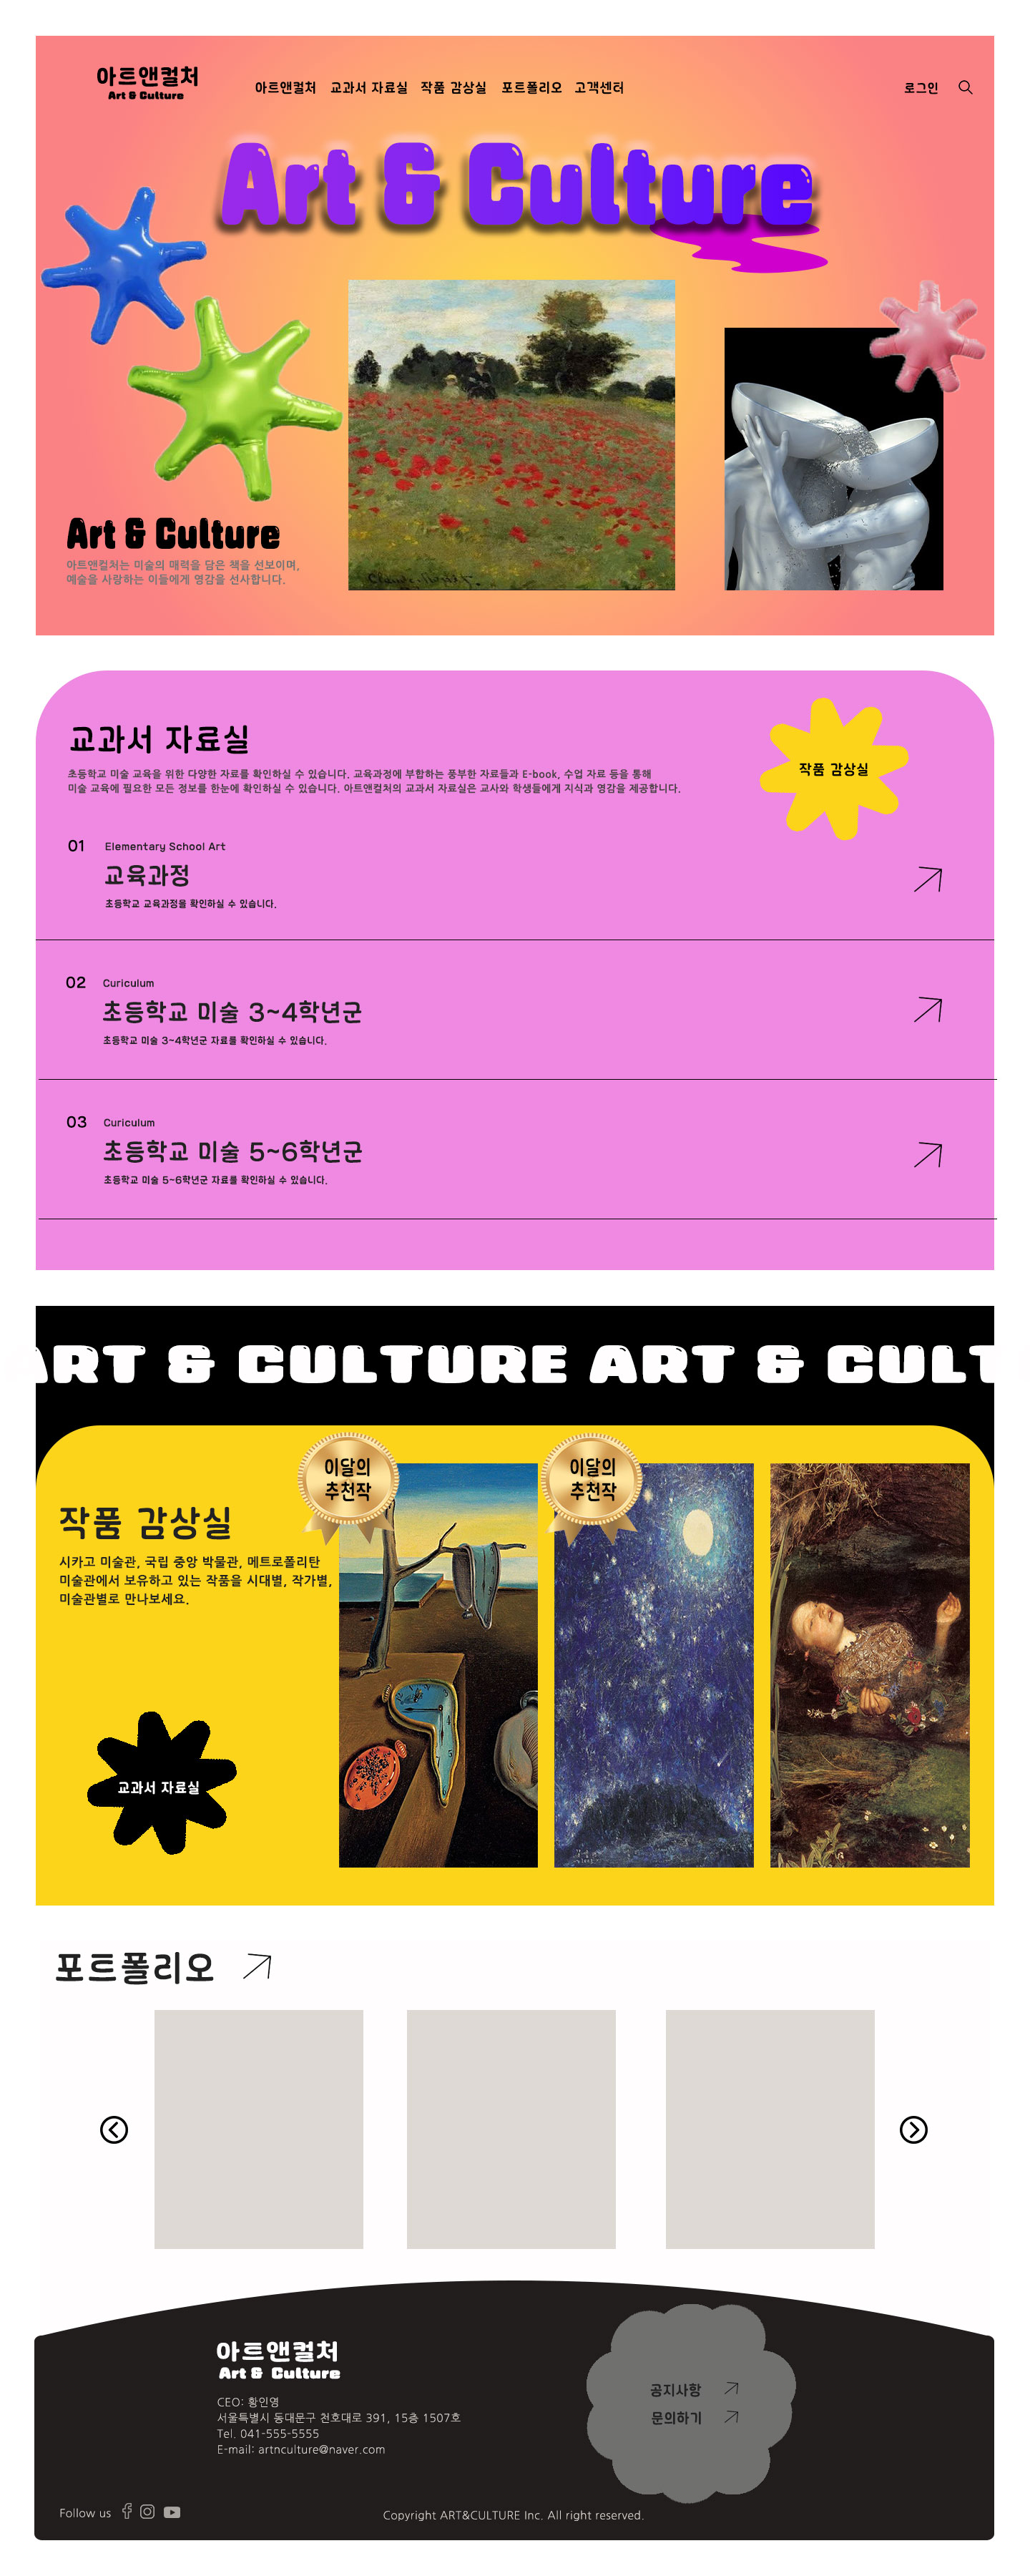 아트앤컬처
Art & Culture
아트앤컬처 교과서 자료실 작품 감상실 포트폴리오 고객센터
로그인
Art & Culture
Art & Culture
아트앤컬처는 미술의 매력을 담은 책을 선보이며,
예술을 사랑하는 이들에게 영감을 선사합니다.
교과서 자료실
초등학교 미술 교육을 위한 다양한 자료를 확인하실 수 있습니다. 교육과정에 부합하는 풍부한 자료들과 E-book, 수업 자료 등을 통해
미술 교육에 필요한 모든 정보를 한눈에 확인하실 수 있습니다. 아트앤컬처의 교과서 자료실은 교사와 학생들에게 지식과 영감을 제공합니다.
작품 감상실
01 Elementary School Art
교육과정
초등학교 교육과정을 확인하실 수 있습니다.
02 Curiculum
초등학교 미술 3~4학년군
초등학교 미술 3~4학년군 자료를 확인하실 수 있습니다.
03 Curiculum
초등학교 미술 5~6학년군
초등학교 미술 5~6학년군 자료를 확인하실 수 있습니다.
ART & CULTURE ART & CULT
이달의
추천작
이달의
추천작
작품 감상실
시카고 미술관, 국립 중앙 박물관, 메트로폴리탄
미술관에서 보유하고 있는 작품을 시대별, 작가별,
미술관별로 만나보세요.
교과서 자료실
포트폴리오
아트앤컬처
Art & Culture
CEO: 황인영
서울특별시 동대문구 천호대로 391, 15층 1507호
Tel. 041-555-5555
E-mail: artnculture@naver.com
공지사항
문의하기
Follow us
Copyright ART&CULTURE Inc. All right reserved.